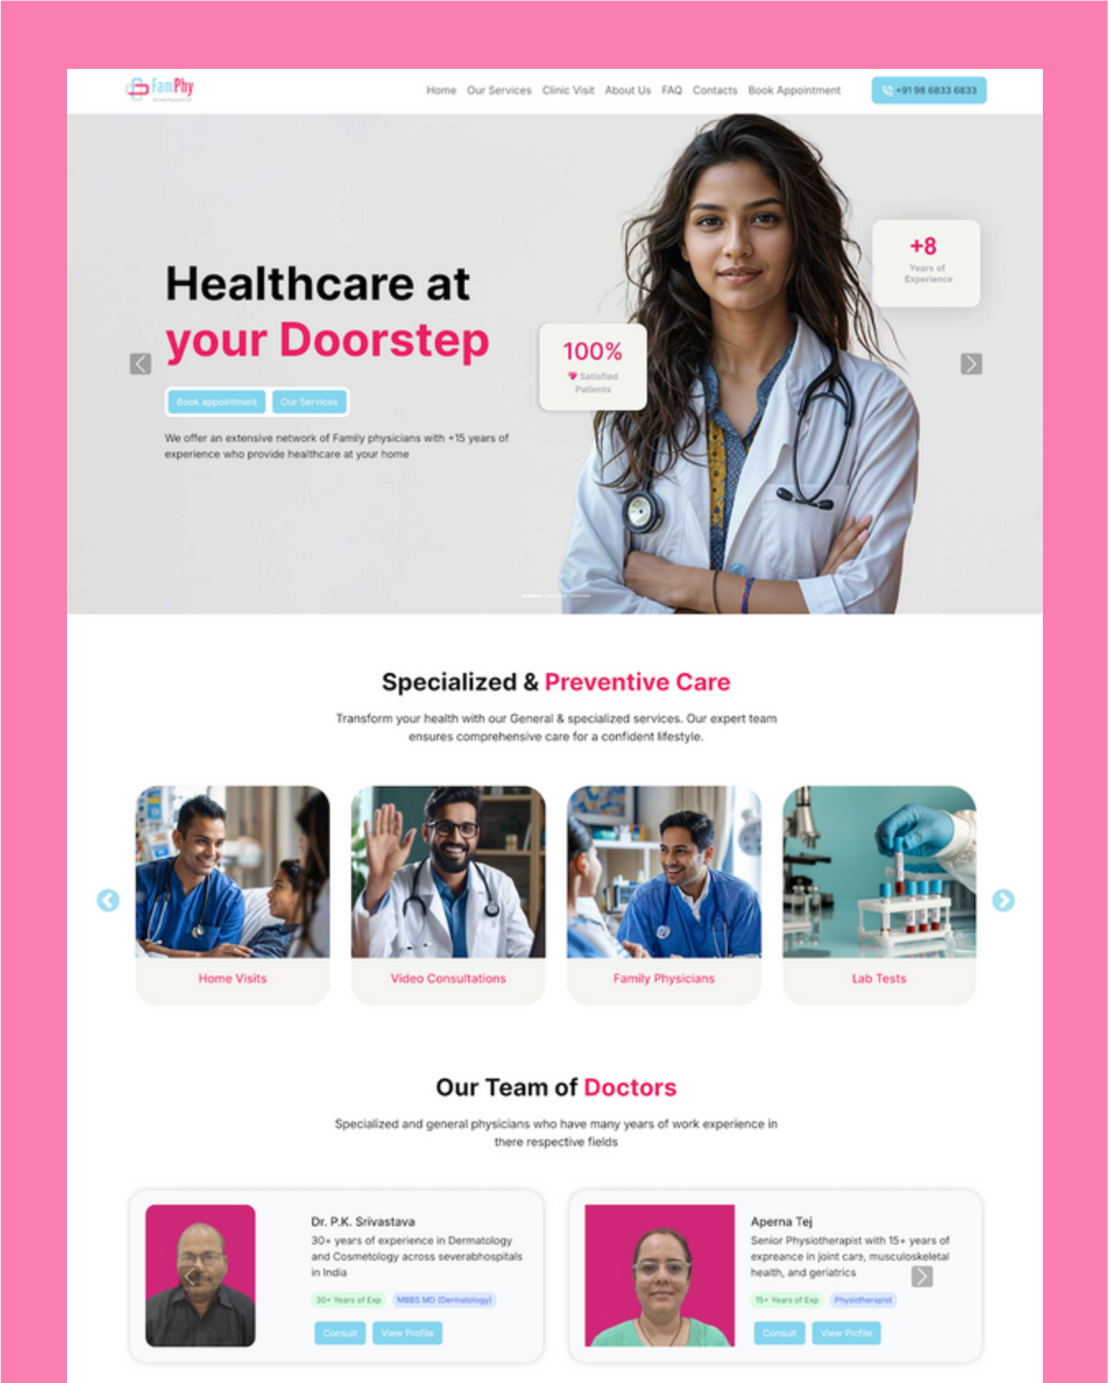 FamPhy
Home Our Services Clinic Visit About Us FAQ Contacts Book Appointment
+91 98 6833 6833
Healthcare at
your Doorstep
+8
Years of
Experience
100%
Satisfied
Patients
Book appointment Our Services
We offer an extensive network of Family physicians with +15 years of
experience who provide healthcare at your home
Specialized & Preventive Care
Transform your health with our General & specialized services. Our expert team
ensures comprehensive care for a confident lifestyle.
Home Visits
Video Consultations
Family Physicians
Lab Tests
Our Team of Doctors
Specialized and general physicians who have many years of work experience in
there respective fields
Dr. P.K. Srivastava
30+ years of experience in Dermatology
and Cosmetology across severabhospitals
in India
30+ Years of Exp MBBS MD (Dermatology)
Consult View Profile
Aperna Tej
Senior Physiotherapist with 15+ years of
expreance in joint care, musculoskeletal
health, and geriatrics
15+ Years of Exp Physictherapist
Consult View Profile